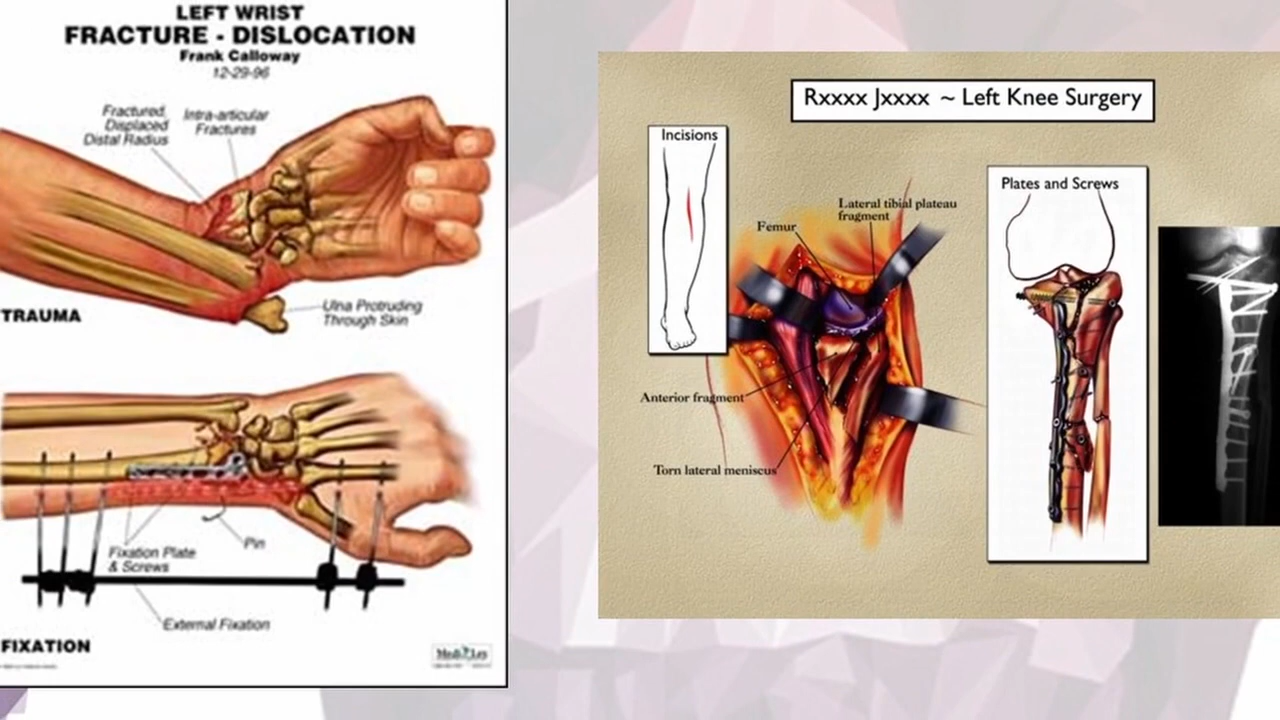 LEFT WRIST
FRACTURE - DISLOCATION
Frank Calloway
12-29-96
Fractured,
Displaced
Distal Radius
Intra-articular
Fractures
Ulna Protruding
Through Skin
TRAUMA
Fixation Plate
& Screws
Pin
External Fixation
FIXATION
Rxxxx Jxxxx ~ Left Knee Surgery
Incisions
Femur
Lateral tibial plateau
fragment
Anterior fragment
Torn lateral meniscus
Plates and Screws